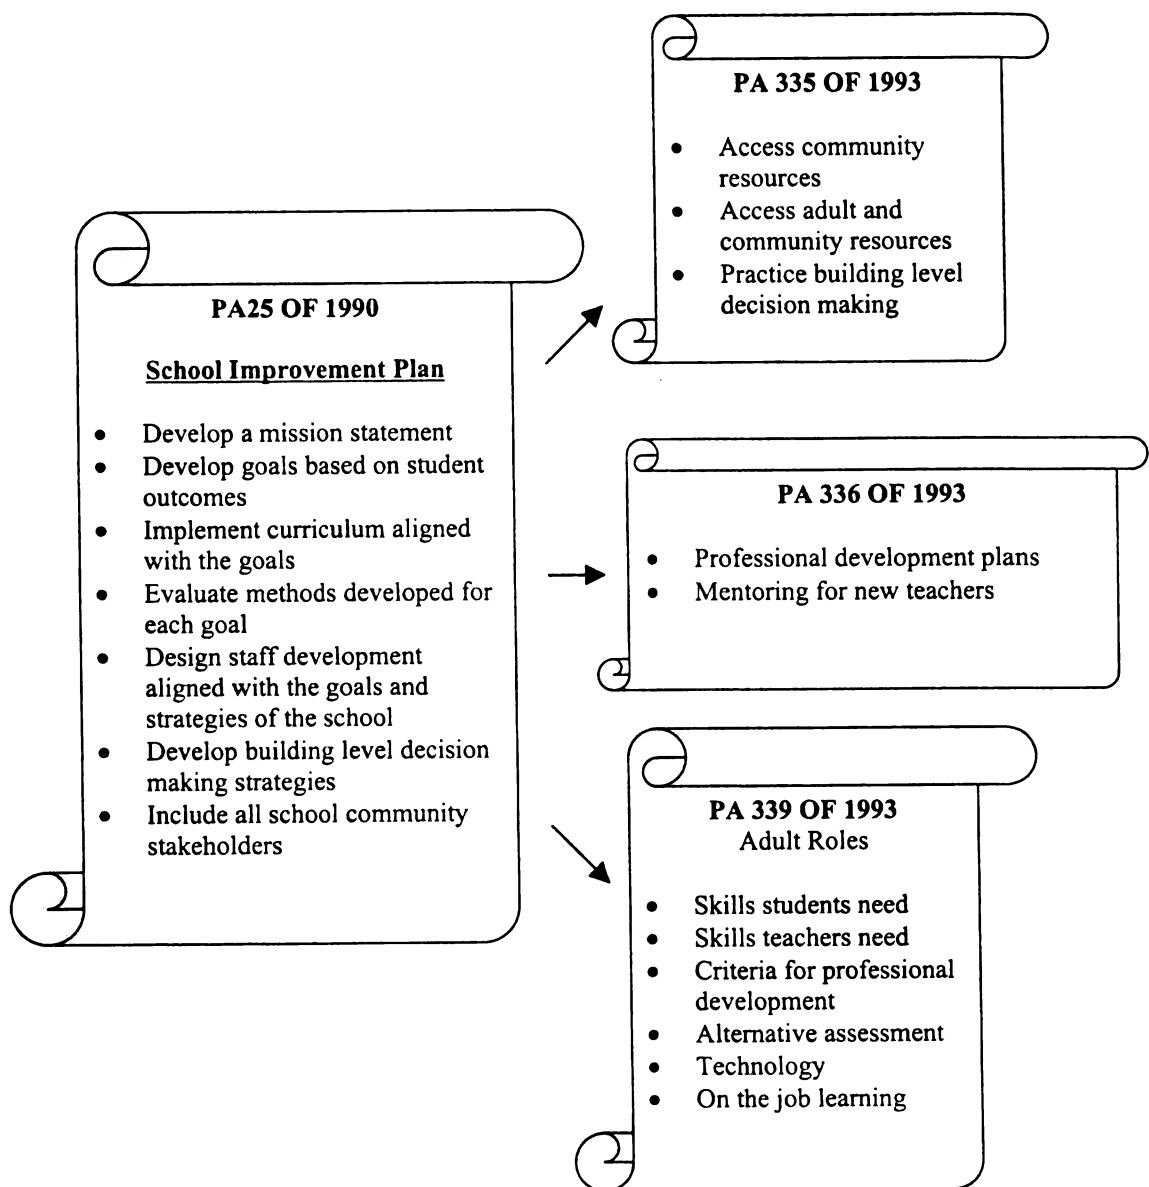 PA25 OF 1990
School Improvement Plan
• Develop a mission statement
• Develop goals based on student
outcomes
• Implement curriculum aligned
with the goals
• Evaluate methods developed for
each goal
• Design staff development
aligned with the goals and
strategies of the school
• Develop building level decision
making strategies
• Include all school community
stakeholders
PA 335 OF 1993
• Access community
resources
• Access adult and
community resources
• Practice building level
decision making
PA 336 OF 1993
• Professional development plans
• Mentoring for new teachers
PA 339 OF 1993
Adult Roles
• Skills students need
• Skills teachers need
• Criteria for professional
development
• Alternative assessment
• Technology
• On the job learning